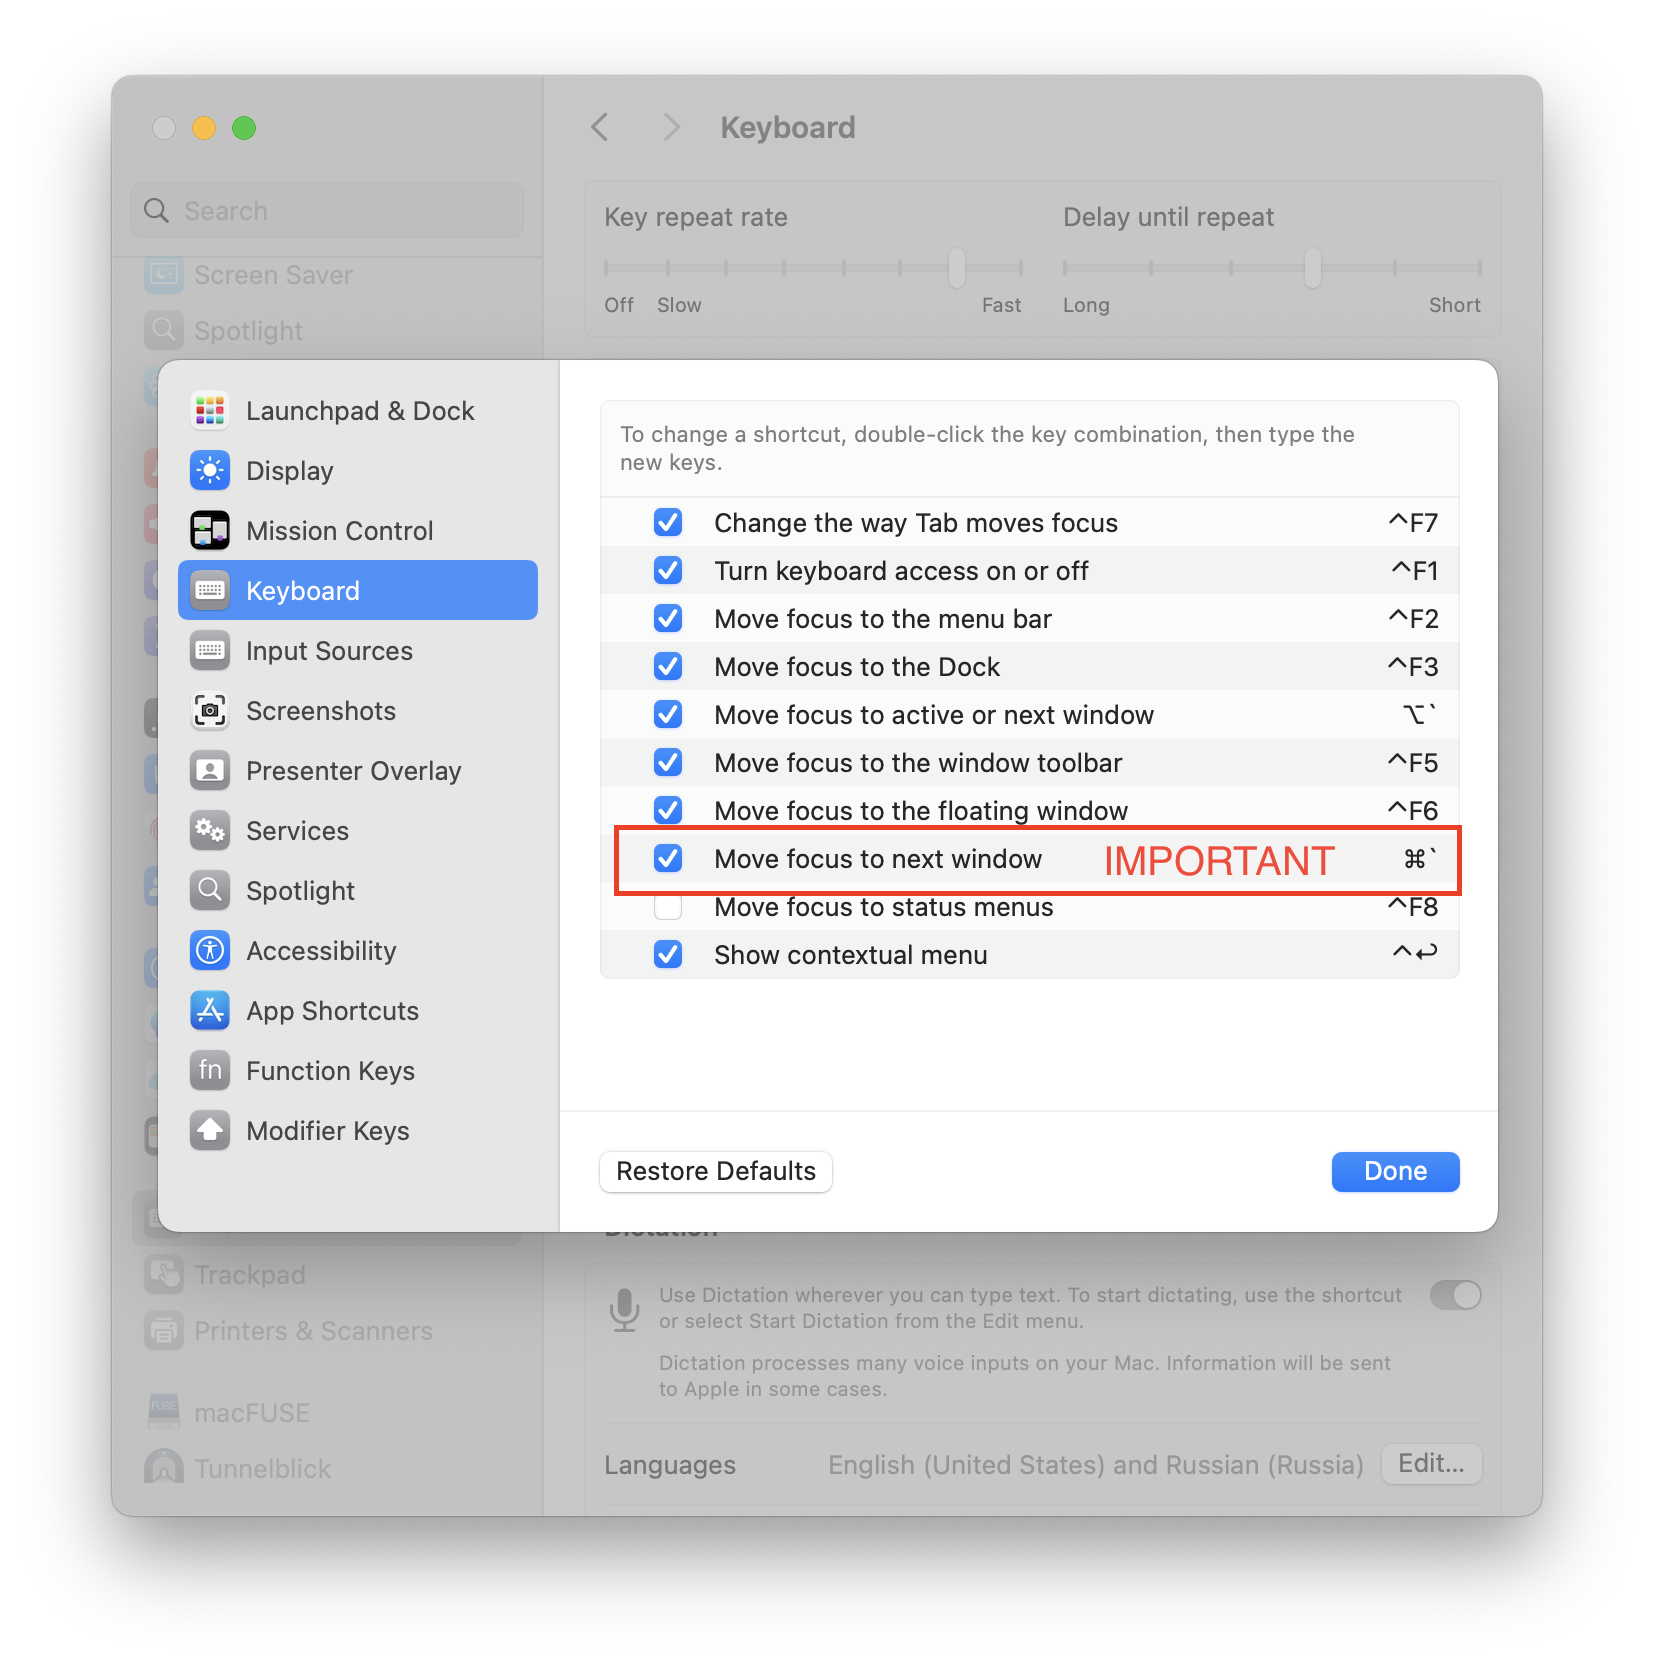 Keyboard
Search
Key repeat rate
Delay until repeat
Off
Slow
Fast
Long
Short
Screen Saver
Spotlight
Launchpad & Dock
Display
Mission Control
Keyboard
Input Sources
Screenshots
Presenter Overlay
Services
Spotlight
Accessibility
App Shortcuts
fn Function Keys
Modifier Keys
To change a shortcut, double-click the key combination, then type the
new keys.
Change the way Tab moves focus ^F7
Turn keyboard access on or off ^F1
Move focus to the menu bar ^F2
Move focus to the Dock ^F3
Move focus to active or next window ⌥`
Move focus to the window toolbar ^F5
Move focus to the floating window ^F6
Move focus to next window IMPORTANT ⌘`
Move focus to status menus ^F8
Show contextual menu ^↩
Restore Defaults
Done
Dictation
Trackpad
Printers & Scanners
FUSE macFUSE
Tunnelblick
Use Dictation wherever you can type text. To start dictating, use the shortcut
or select Start Dictation from the Edit menu.
Dictation processes many voice inputs on your Mac. Information will be sent
to Apple in some cases.
Languages English (United States) and Russian (Russia) Edit...